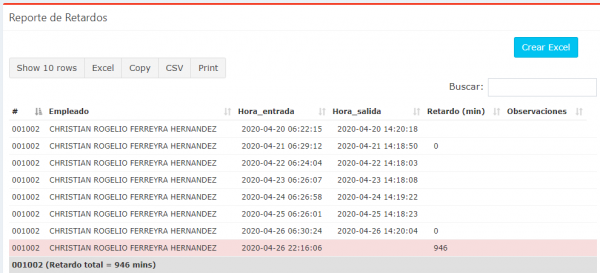 Reporte de Retardos
Crear Excel
Show 10 rows Excel Copy CSV Print
Buscar:
# Empleado Hora_entrada Hora_salida Retardo (min) Observaciones
001002 CHRISTIAN ROGELIO FERREYRA HERNANDEZ 2020-04-20 06:22:15 2020-04-20 14:20:18
001002 CHRISTIAN ROGELIO FERREYRA HERNANDEZ 2020-04-21 06:29:12 2020-04-21 14:18:50 0
001002 CHRISTIAN ROGELIO FERREYRA HERNANDEZ 2020-04-22 06:24:04 2020-04-22 14:18:03
001002 CHRISTIAN ROGELIO FERREYRA HERNANDEZ 2020-04-23 06:26:07 2020-04-23 14:18:08
001002 CHRISTIAN ROGELIO FERREYRA HERNANDEZ 2020-04-24 06:26:58 2020-04-24 14:19:22
001002 CHRISTIAN ROGELIO FERREYRA HERNANDEZ 2020-04-25 06:26:01 2020-04-25 14:18:23
001002 CHRISTIAN ROGELIO FERREYRA HERNANDEZ 2020-04-26 06:30:24 2020-04-26 14:20:04 0
001002 CHRISTIAN ROGELIO FERREYRA HERNANDEZ 2020-04-26 22:16:06 946
001002 (Retardo total = 946 mins)